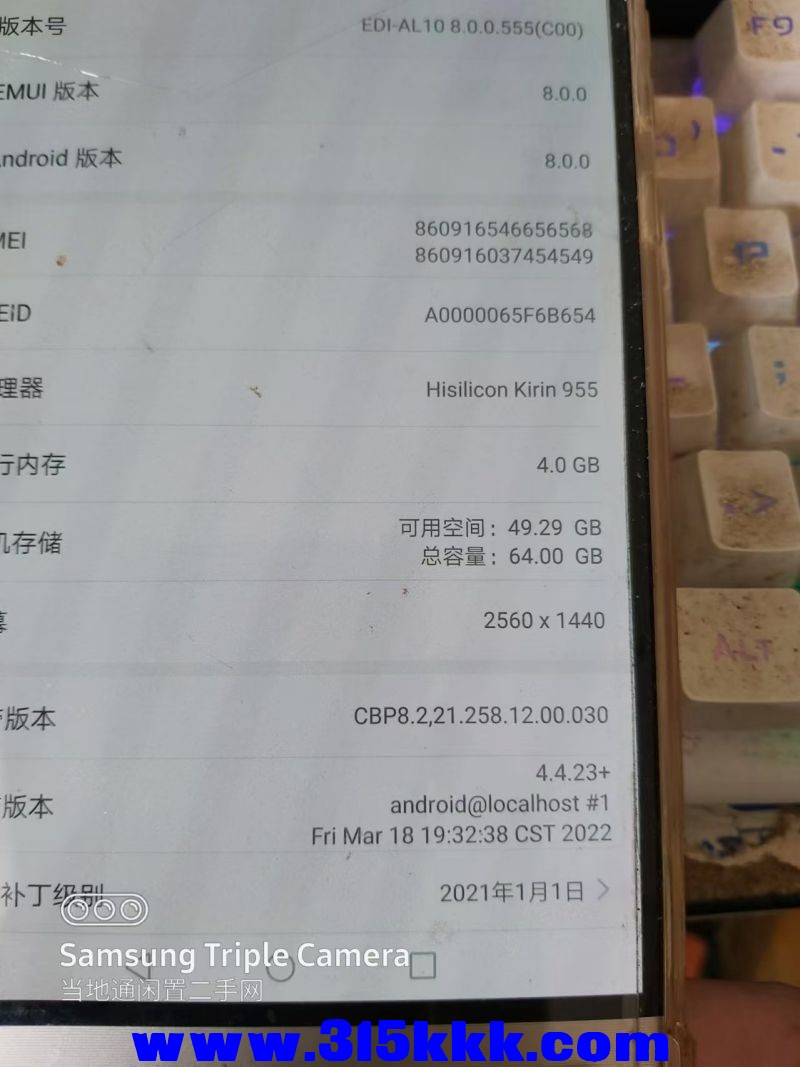 版本号 EDI-AL10 8.0.0.555(C00)
EMUI 版本 8.0.0
Android 版本 8.0.0
MEI 860916546656568
860916037454549
EID A0000065F6B654
理器 Hisilicon Kirin 955
行内存 4.0 GB
机存储 可用空间：49.29 GB
总容量：64.00 GB
幕 2560 x 1440
版本 CBP8.2,21.258.12.00.030
4.4.23+
版本 android@localhost #1
Fri Mar 18 19:32:38 CST 2022
补丁级别 2021年1月1日
Samsung Triple Camera
当地通闲置二手网
www.315kkk.com
F9
P
ALT